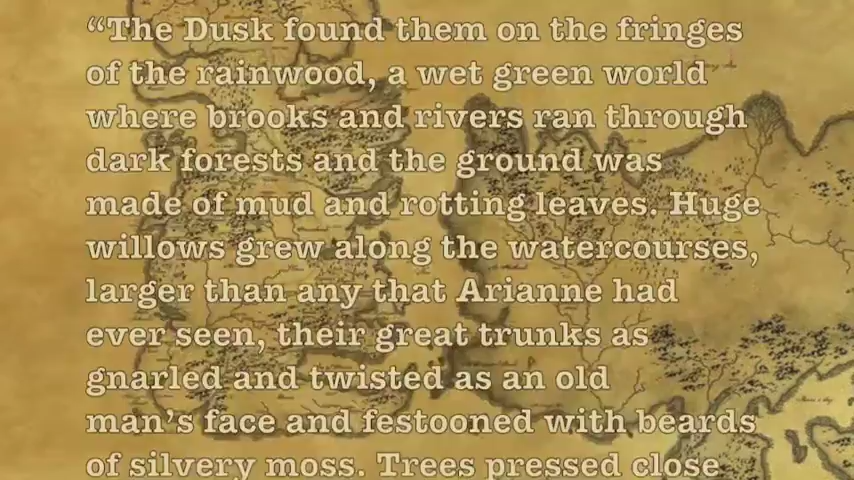 “The Dusk found them on the fringes
of the rainwood, a wet green world
where brooks and rivers ran through
dark forests and the ground was
made of mud and rotting leaves. Huge
willows grew along the watercourses,
larger than any that Arianne had
ever seen, their great trunks as
gnarled and twisted as an old
man’s face and festooned with beards
of silvery moss. Trees pressed close